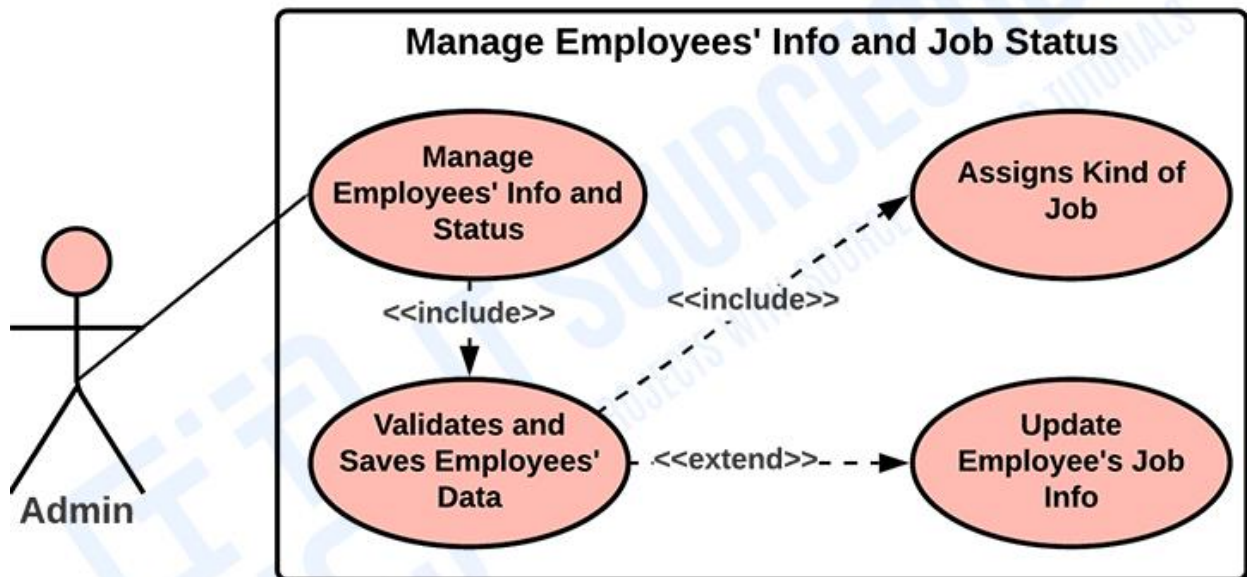 Manage Employees' Info and Job Status
Manage
Employees' Info and
Status
Assigns Kind of
Job
<<include>>
<<include>>
Validates and
Saves Employees'
Data
<<extend>>
Update
Employee's Job
Info
Admin